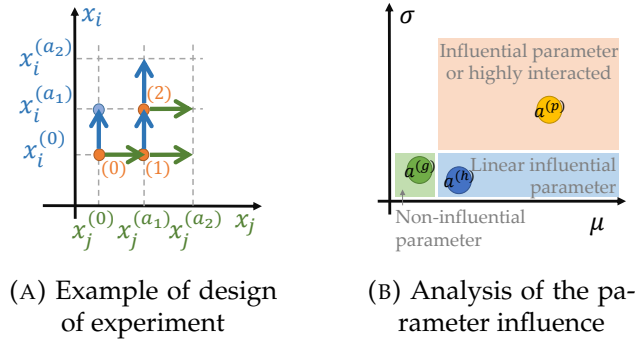 x_i
x_i^{(a_2)}
x_i^{(a_1)}
x_i^{(0)}
(2)
(0)
(1)
x_j^{(0)} x_j^{(a_1)} x_j^{(a_2)} x_j
(A) Example of design
of experiment
σ
Influential parameter
or highly interacted
a^{(p)}
a^{(g)}
a^{(h)}
Linear influential
parameter
Non-influential
parameter
μ
(B) Analysis of the pa-
rameter influence